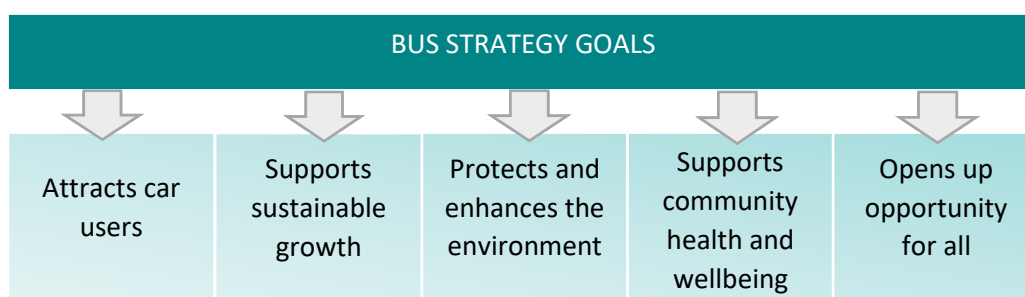 BUS STRATEGY GOALS
Attracts car
users
Supports
sustainable
growth
Protects and
enhances the
environment
Supports
community
health and
wellbeing
Opens up
opportunity
for all